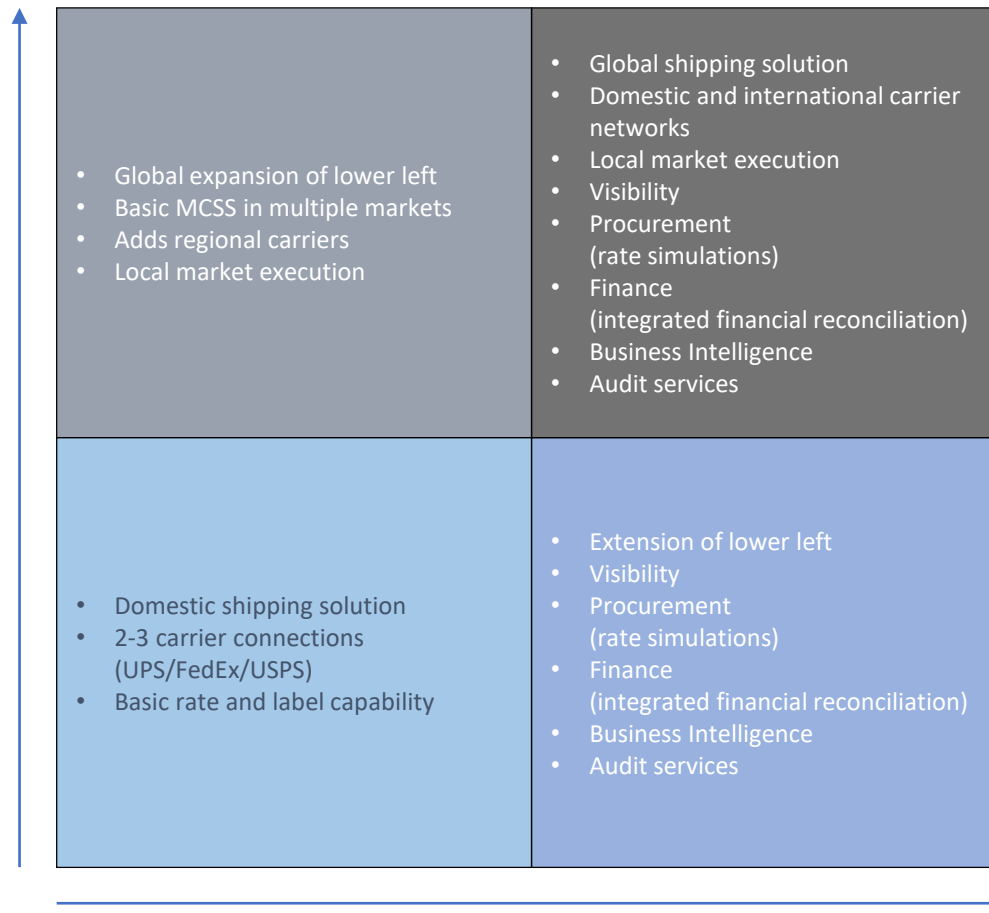 • Global expansion of lower left
• Basic MCSS in multiple markets
• Adds regional carriers
• Local market execution
• Global shipping solution
• Domestic and international carrier
networks
• Local market execution
• Visibility
• Procurement
(rate simulations)
• Finance
(integrated financial reconciliation)
• Business Intelligence
• Audit services
• Domestic shipping solution
• 2-3 carrier connections
(UPS/FedEx/USPS)
• Basic rate and label capability
• Extension of lower left
• Visibility
• Procurement
(rate simulations)
• Finance
(integrated financial reconciliation)
• Business Intelligence
• Audit services